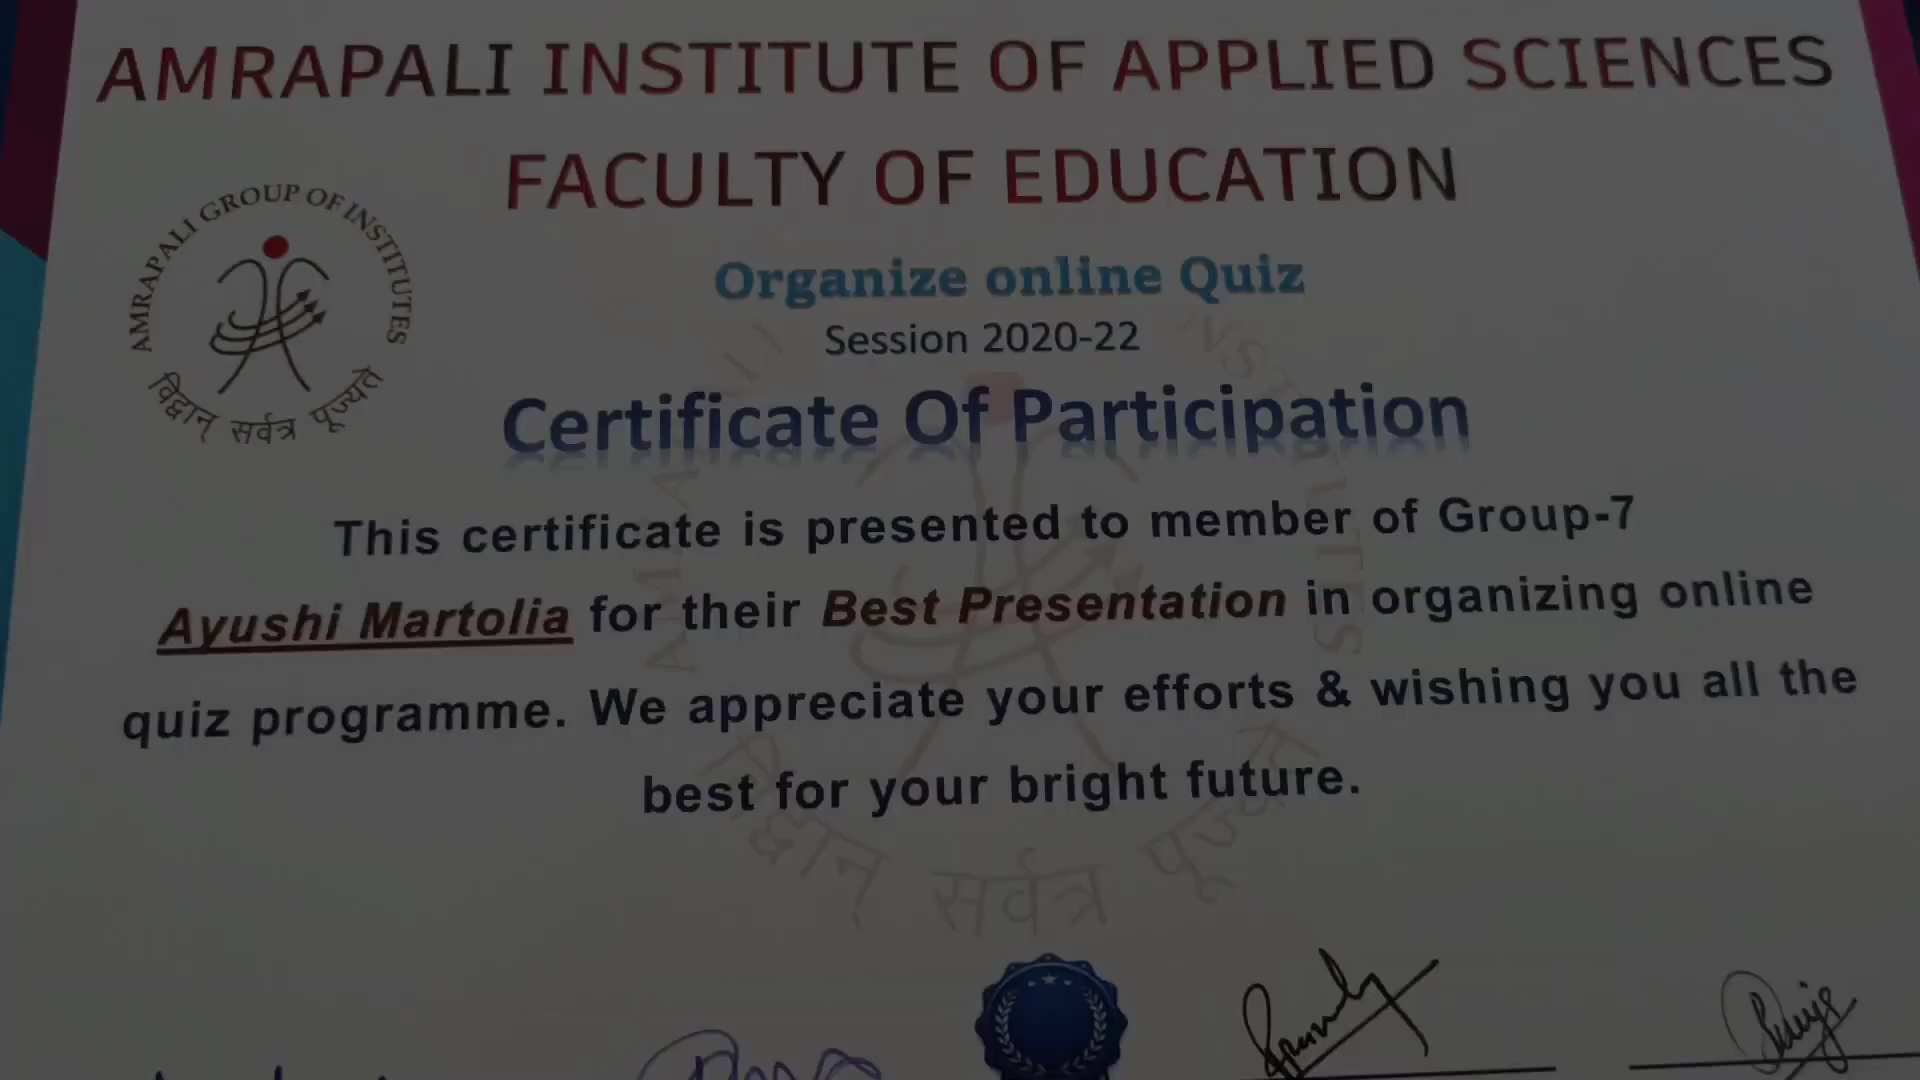 AMRAPALI INSTITUTE OF APPLIED SCIENCES
FACULTY OF EDUCATION
AMRAPALI GROUP OF INSTITUTES
विद्वान् सर्वत्र पूज्यते
Organize online Quiz
Session 2020-22
Certificate Of Participation
This certificate is presented to member of Group-7
Ayushi Martolia for their Best Presentation in organizing online
quiz programme. We appreciate your efforts & wishing you all the
best for your bright future.